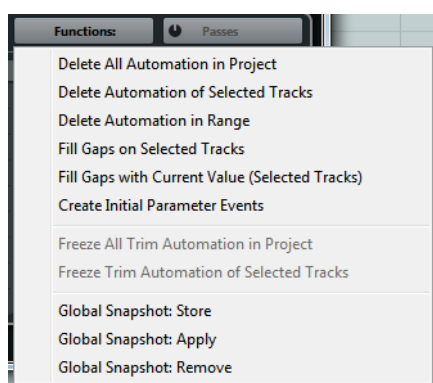 Functions: Passes
Delete All Automation in Project
Delete Automation of Selected Tracks
Delete Automation in Range
Fill Gaps on Selected Tracks
Fill Gaps with Current Value (Selected Tracks)
Create Initial Parameter Events
Freeze All Trim Automation in Project
Freeze Trim Automation of Selected Tracks
Global Snapshot: Store
Global Snapshot: Apply
Global Snapshot: Remove